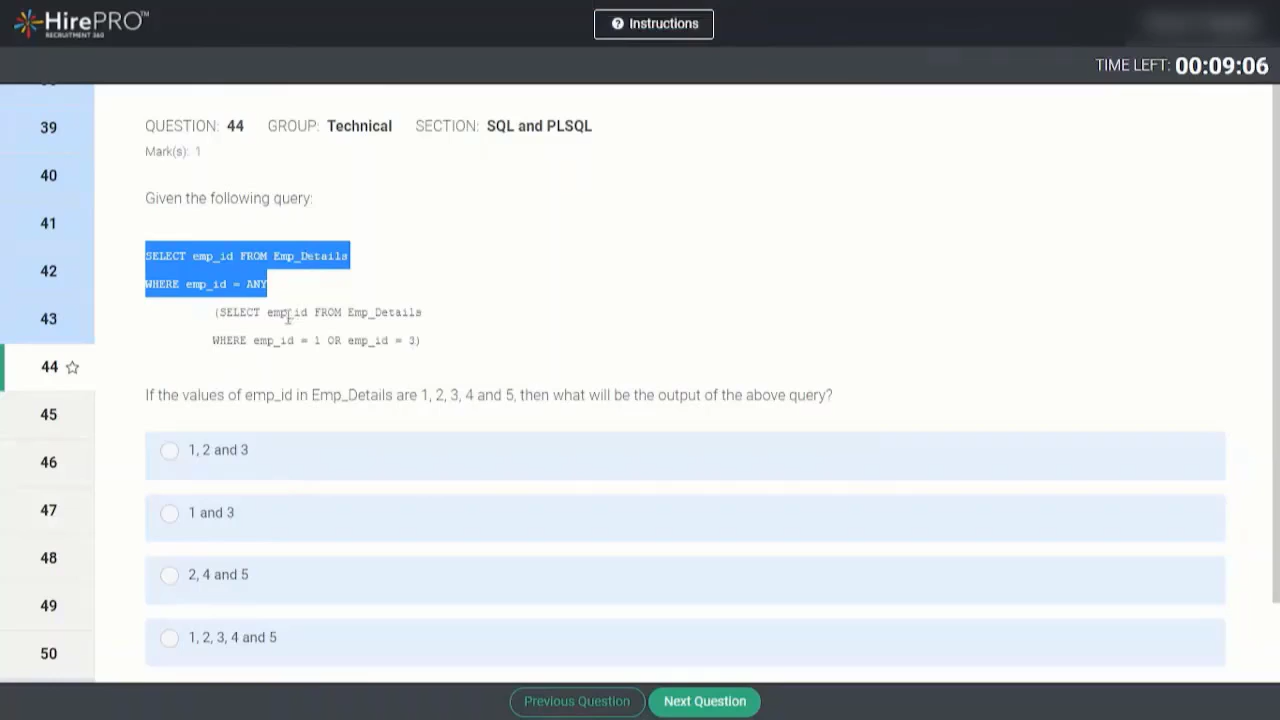 HirePRO™
RECRUITMENT 360
Instructions
TIME LEFT: 00:09:06
39
40
41
42
43
44
45
46
47
48
49
50
QUESTION: 44 GROUP: Technical SECTION: SQL and PLSQL
Mark(s): 1
Given the following query:
SELECT emp_id FROM Emp_Details
WHERE emp_id = ANY
(SELECT emp_id FROM Emp_Details
WHERE emp_id = 1 OR emp_id = 3)
If the values of emp_id in Emp_Details are 1, 2, 3, 4 and 5, then what will be the output of the above query?
1, 2 and 3
1 and 3
2, 4 and 5
1, 2, 3, 4 and 5
Previous Question
Next Question